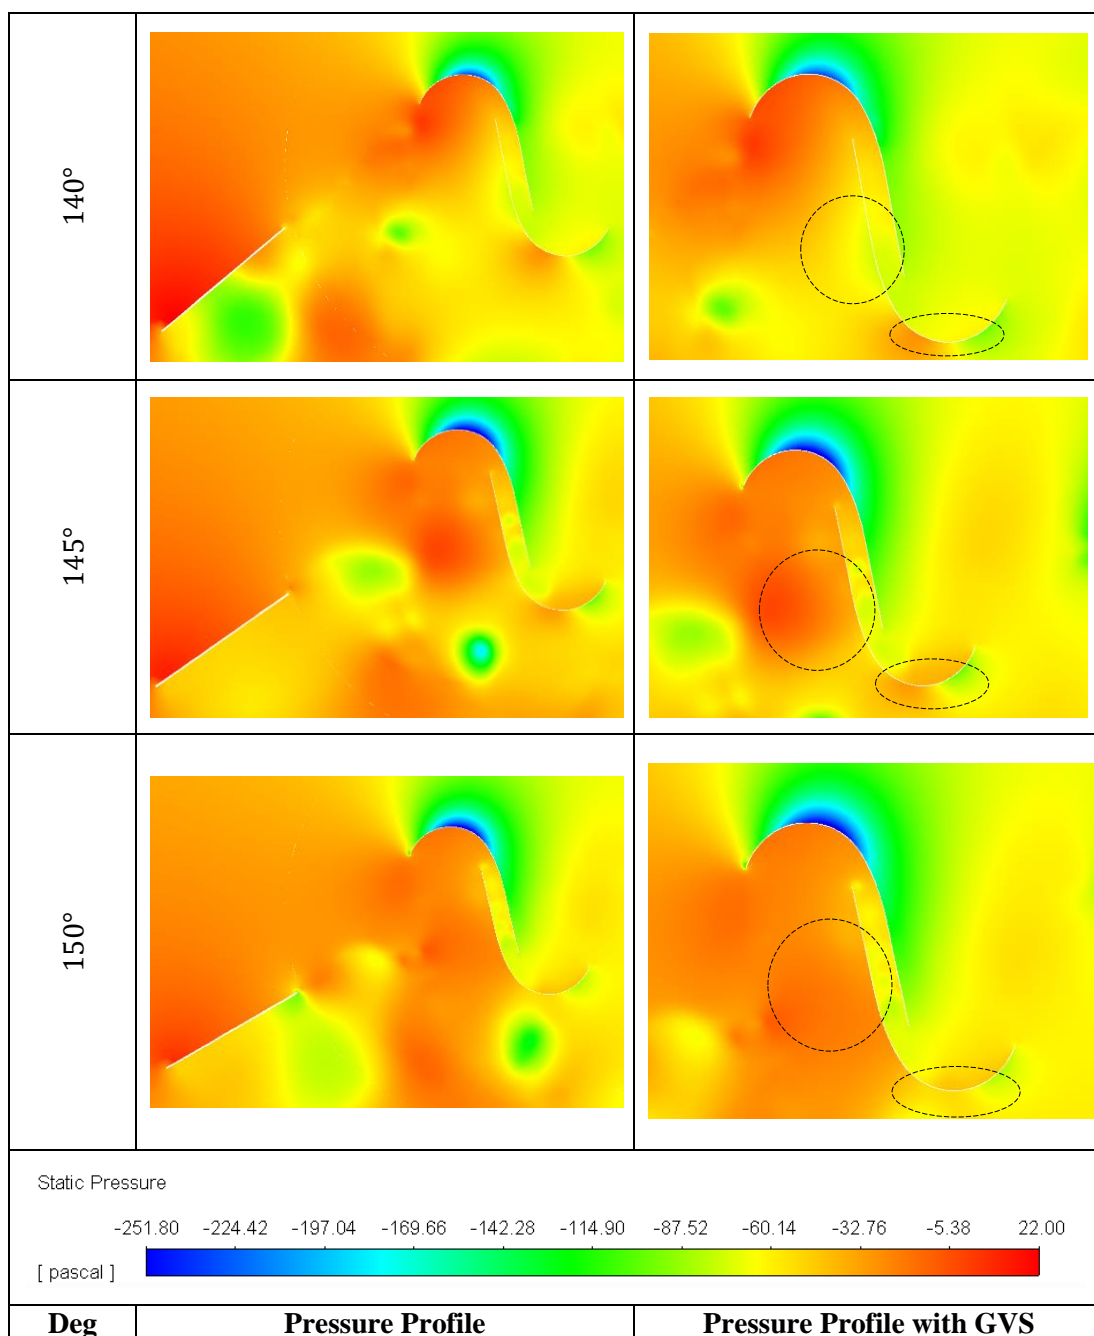 140°
145°
150°
Static Pressure
-251.80 -224.42 -197.04 -169.66 -142.28 -114.90 -87.52 -60.14 -32.76 -5.38 22.00
[ pascal ]
Deg Pressure Profile Pressure Profile with GVS